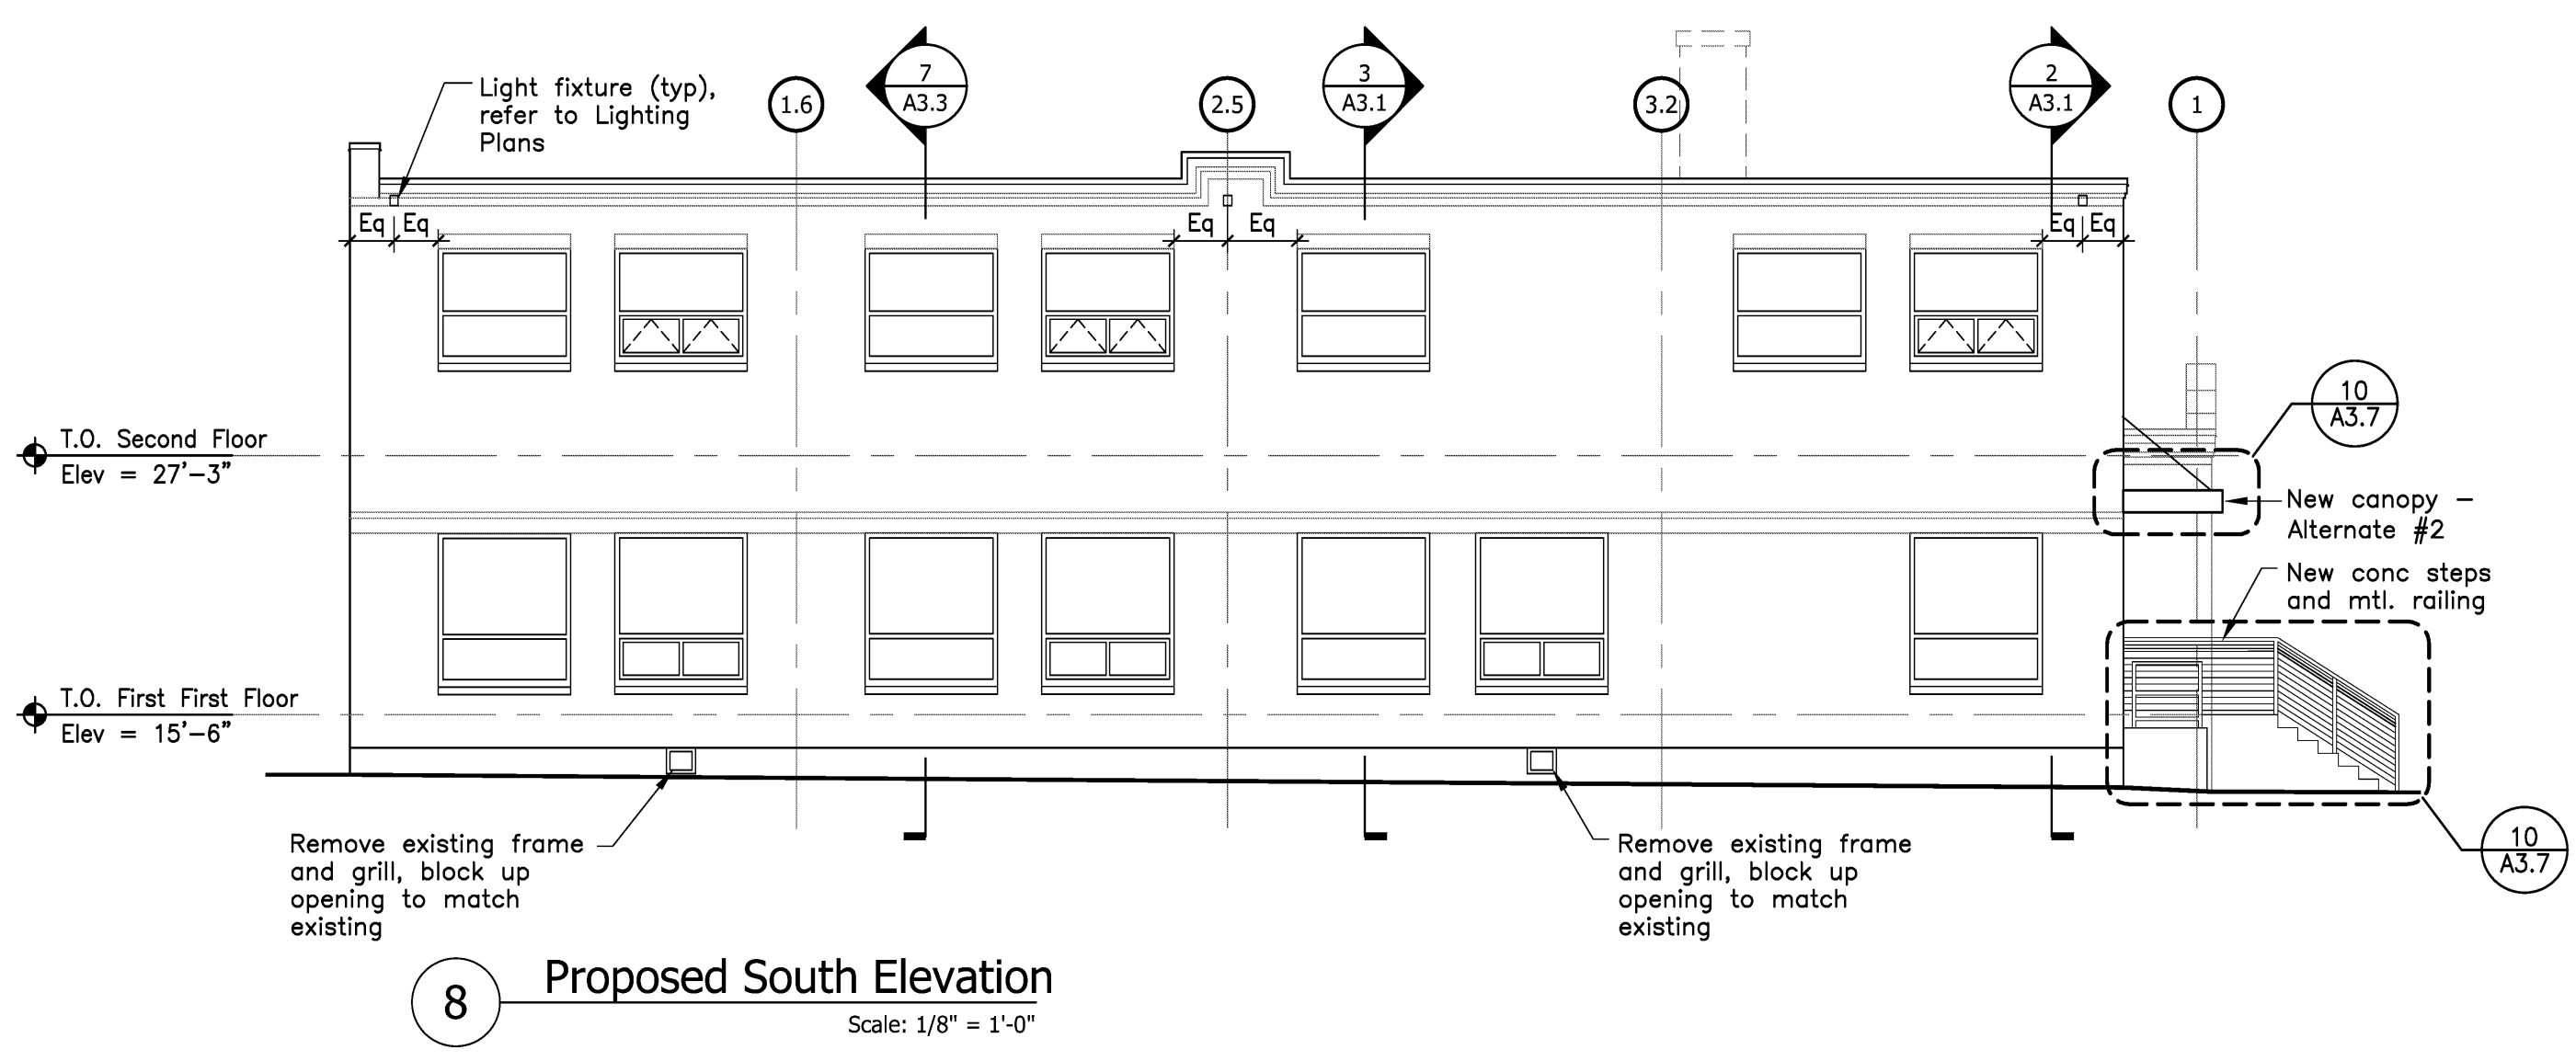 7
A3.3
3
A3.1
2
A3.1
1.6
2.5
3.2
1
Light fixture (typ),
refer to Lighting
Plans
Eq Eq
Eq Eq
Eq Eq
10
A3.7
T.O. Second Floor
Elev = 27'-3"
New canopy -
Alternate #2
New conc steps
and mtl. railing
T.O. First First Floor
Elev = 15'-6"
Remove existing frame
and grill, block up
opening to match
existing
Remove existing frame
and grill, block up
opening to match
existing
10
A3.7
8
Proposed South Elevation
Scale: 1/8" = 1'-0"